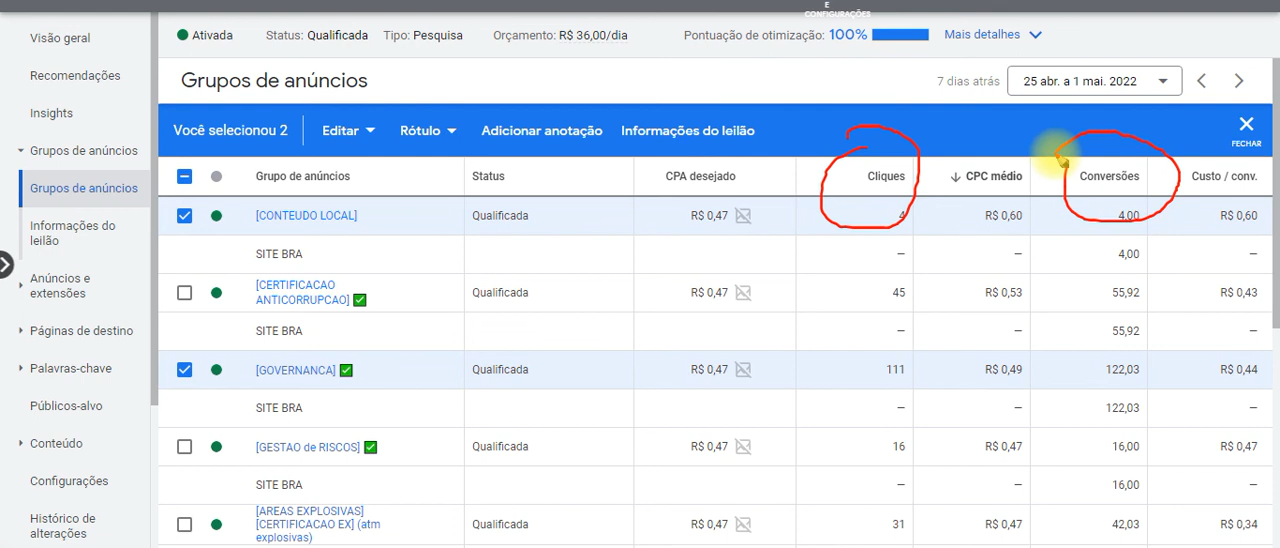 E
CONFIGURAÇÕES
Ativada Status: Qualificada Tipo: Pesquisa Orçamento: R$ 36,00/dia Pontuação de otimização: 100% Mais detalhes
Visão geral
Recomendações
Insights
Grupos de anúncios
Grupos de anúncios
Informações do
leilão
Anúncios e
extensões
Páginas de destino
Palavras-chave
Públicos-alvo
Conteúdo
Configurações
Histórico de
alterações
Grupos de anúncios 7 dias atrás 25 abr. a 1 mai. 2022
Você selecionou 2 Editar Rótulo Adicionar anotação Informações do leilão FECHAR
Grupo de anúncios Status CPA desejado Cliques CPC médio Conversões Custo / conv.
[CONTEUDO LOCAL] Qualificada R$ 0,47 4 R$ 0,60 4,00 R$ 0,60
SITE BRA — — 4,00 —
[CERTIFICACAO
ANTICORRUPCAO] Qualificada R$ 0,47 45 R$ 0,53 55,92 R$ 0,43
SITE BRA — — 55,92 —
[GOVERNANCA] Qualificada R$ 0,47 111 R$ 0,49 122,03 R$ 0,44
SITE BRA — — 122,03 —
[GESTAO de RISCOS] Qualificada R$ 0,47 16 R$ 0,47 16,00 R$ 0,47
SITE BRA — — 16,00 —
[AREAS EXPLOSIVAS]
[CERTIFICACAO EX] (atm
explosivas) Qualificada R$ 0,47 31 R$ 0,47 42,03 R$ 0,34